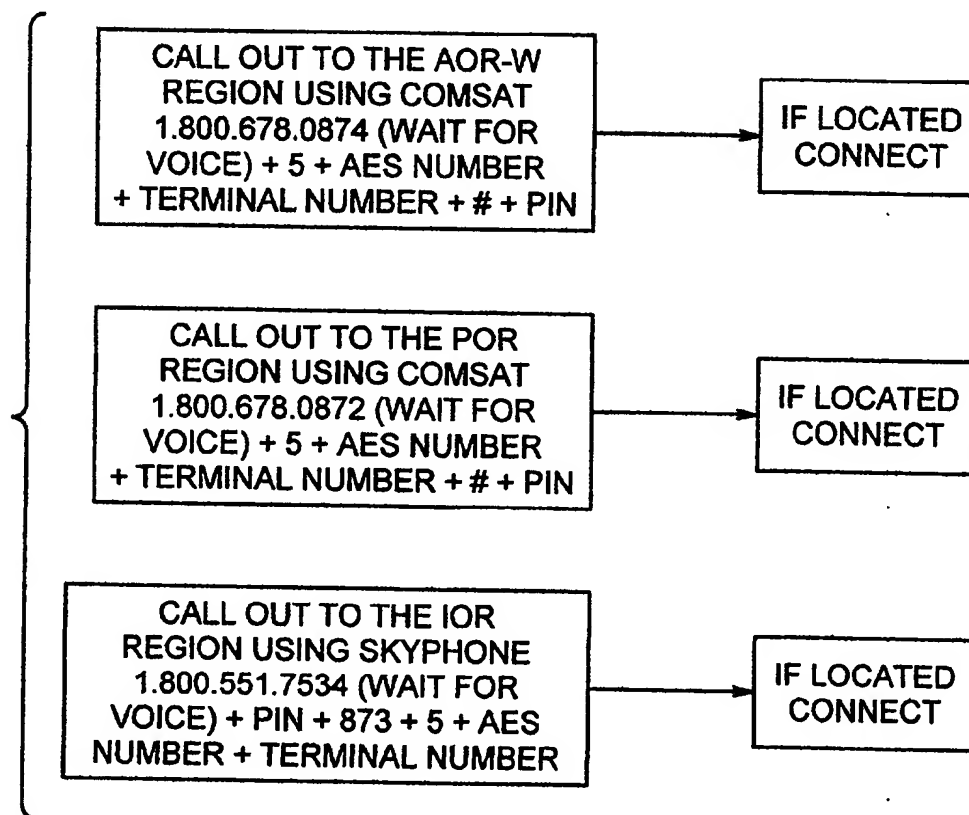 CALL OUT TO THE AOR-W
REGION USING COMSAT
1.800.678.0874 (WAIT FOR
VOICE) + 5 + AES NUMBER
+ TERMINAL NUMBER + # + PIN
IF LOCATED
CONNECT
CALL OUT TO THE POR
REGION USING COMSAT
1.800.678.0872 (WAIT FOR
VOICE) + 5 + AES NUMBER
+ TERMINAL NUMBER + # + PIN
IF LOCATED
CONNECT
CALL OUT TO THE IOR
REGION USING SKYPHONE
1.800.551.7534 (WAIT FOR
VOICE) + PIN + 873 + 5 + AES
NUMBER + TERMINAL NUMBER
IF LOCATED
CONNECT